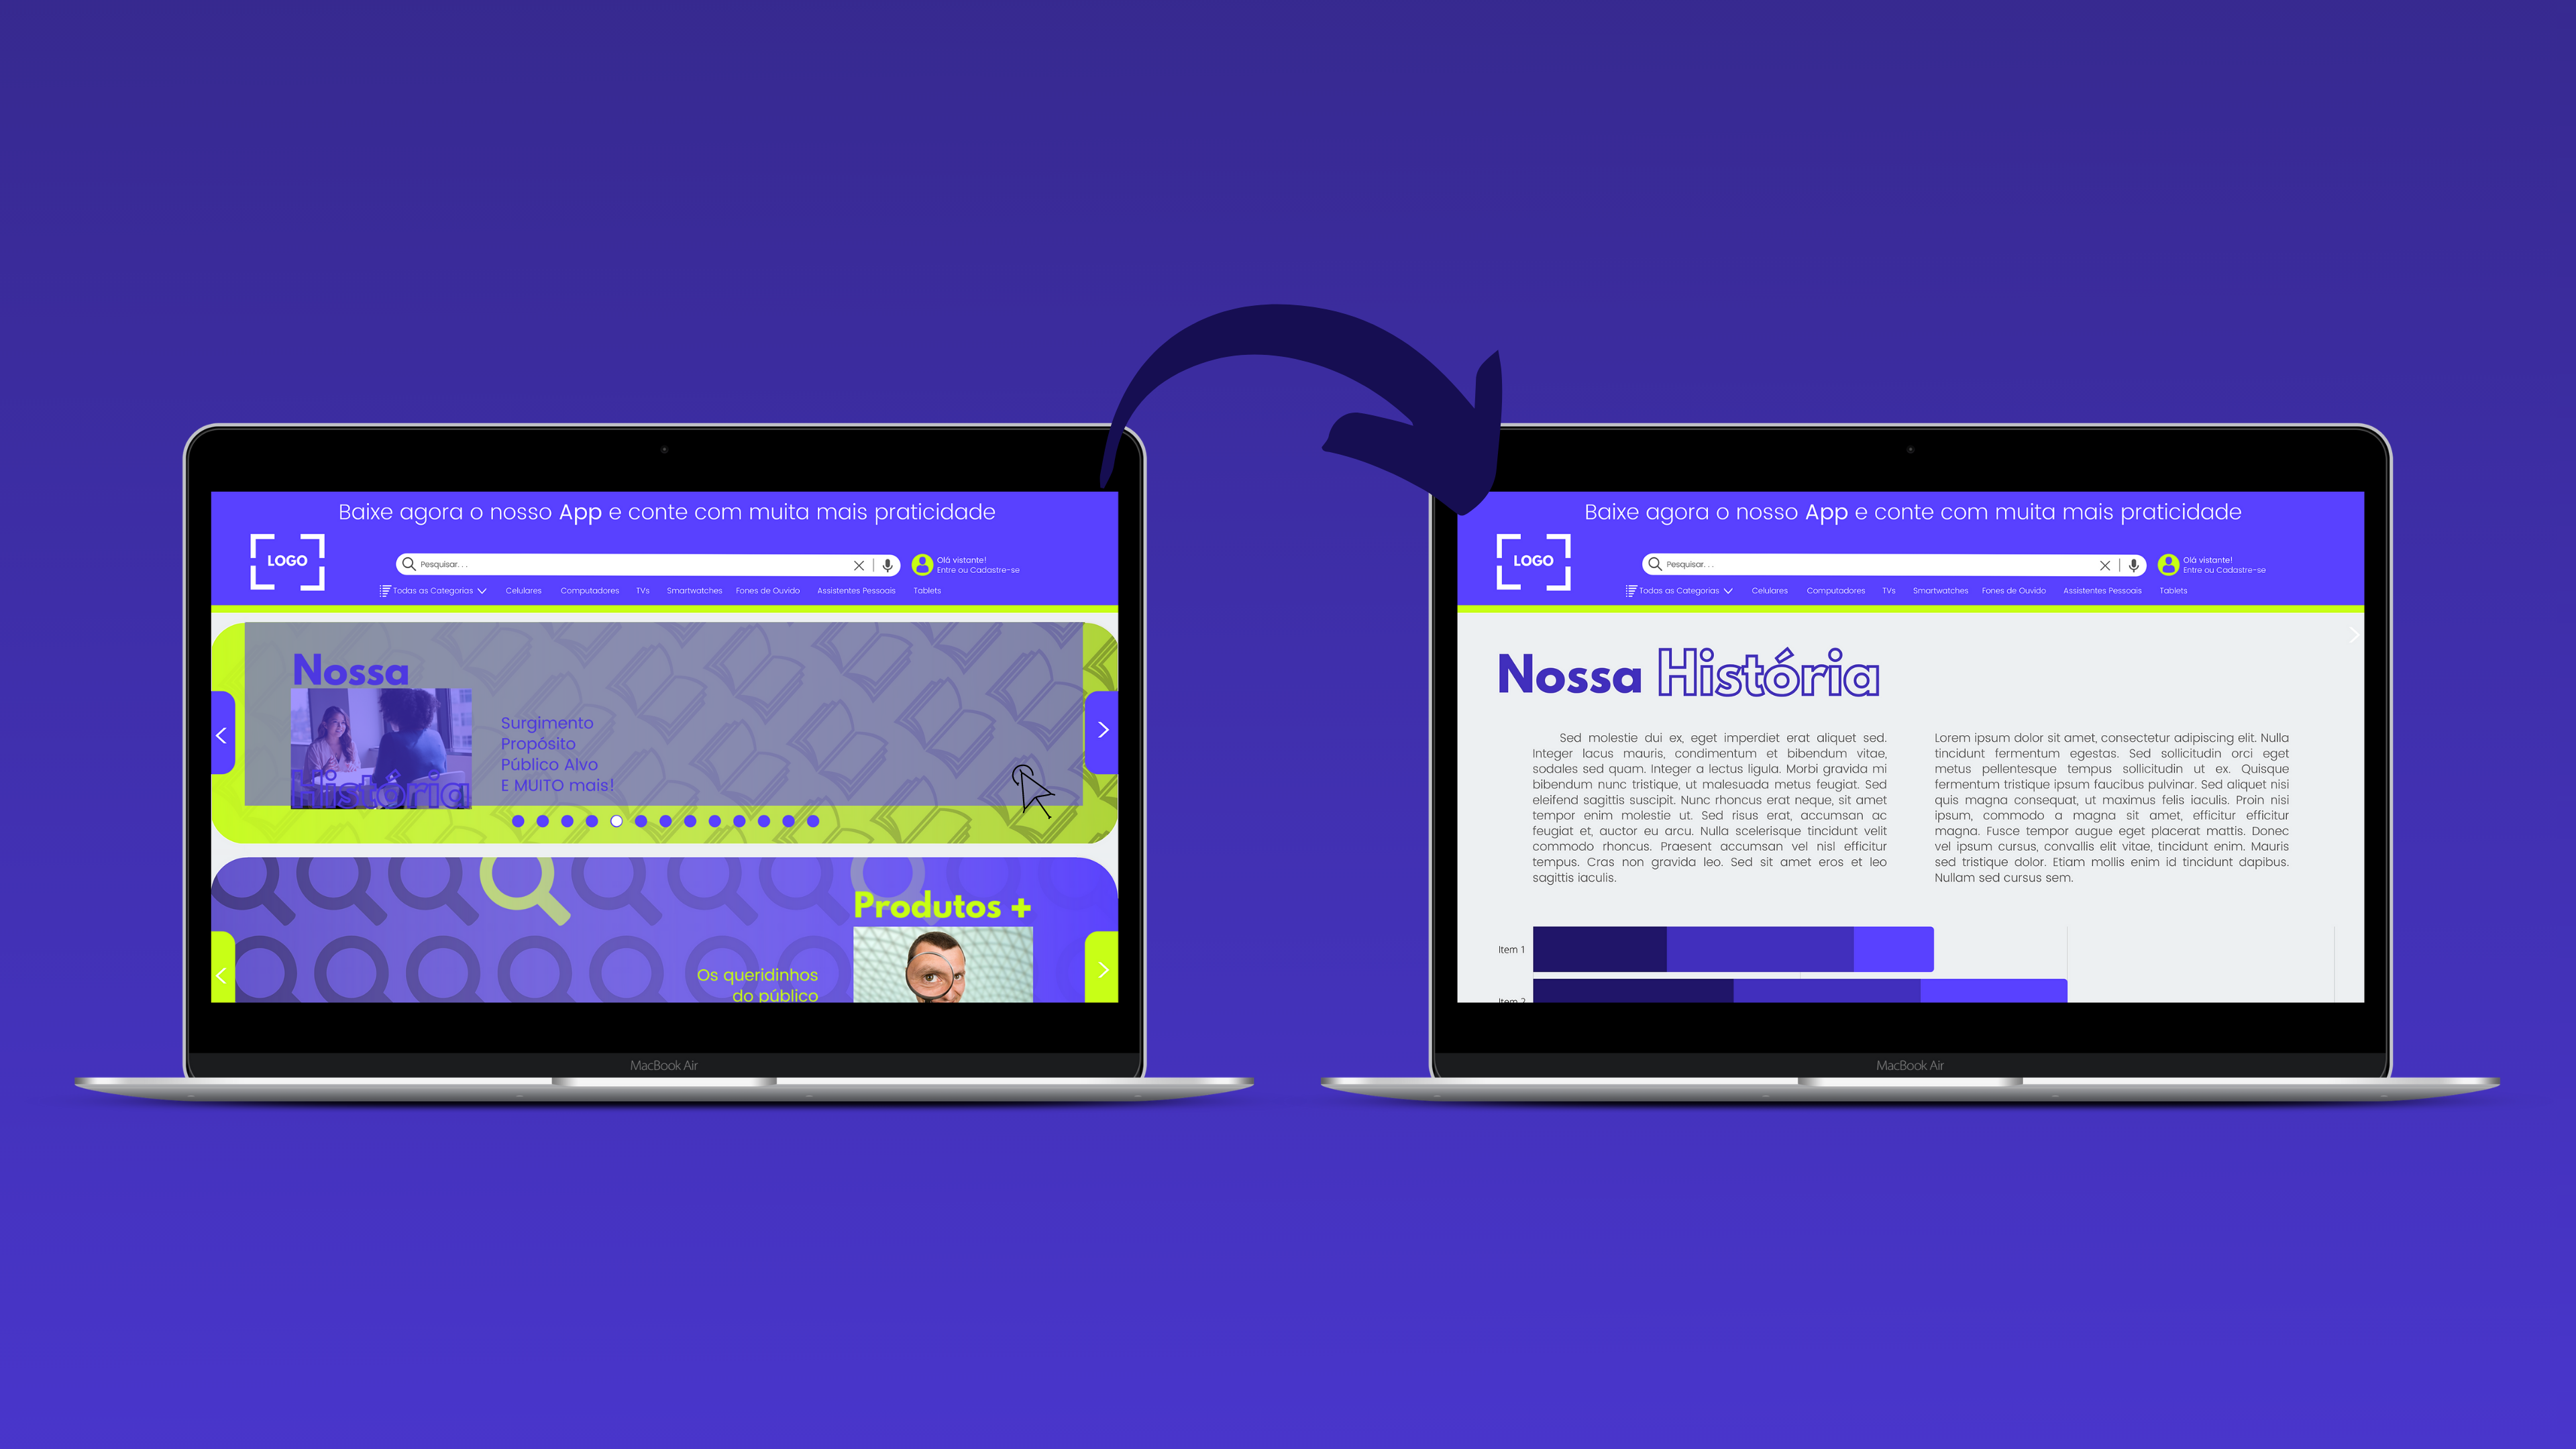 Baixe agora o nosso App e conte com muita mais praticidade
LOGO
Pesquisar. . .
Olá vistante!
Entre ou Cadastre-se
Todas as Categorias
Celulares
Computadores
TVs
Smartwatches
Fones de Ouvido
Assistentes Pessoais
Tablets
Nossa
História
Surgimento
Propósito
Público Alvo
E MUITO mais!
Produtos +
Os queridinhos
do público
MacBook Air
Baixe agora o nosso App e conte com muita mais praticidade
LOGO
Pesquisar. . .
Olá vistante!
Entre ou Cadastre-se
Todas as Categorias
Celulares
Computadores
TVs
Smartwatches
Fones de Ouvido
Assistentes Pessoais
Tablets
Nossa História
Sed molestie dui ex, eget imperdiet erat aliquet sed.
Integer lacus mauris, condimentum et bibendum vitae,
sodales sed quam. Integer a lectus ligula. Morbi gravida mi
bibendum nunc tristique, ut malesuada metus feugiat. Sed
eleifend sagittis suscipit. Nunc rhoncus erat neque, sit amet
tempor enim molestie ut. Sed risus erat, accumsan ac
feugiat et, auctor eu arcu. Nulla scelerisque tincidunt velit
commodo rhoncus. Praesent accumsan vel nisl efficitur
tempus. Cras non gravida leo. Sed sit amet eros et leo
sagittis iaculis.
Lorem ipsum dolor sit amet, consectetur adipiscing elit. Nulla
tincidunt fermentum egestas. Sed sollicitudin orci eget
metus pellentesque tempus sollicitudin ut ex. Quisque
fermentum tristique ipsum faucibus pulvinar. Sed aliquet nisi
quis magna consequat, ut maximus felis iaculis. Proin nisi
ipsum, commodo a magna sit amet, efficitur efficitur
magna. Fusce tempor augue eget placerat mattis. Donec
vel ipsum cursus, convallis elit vitae, tincidunt enim. Mauris
sed tristique dolor. Etiam mollis enim id tincidunt dapibus.
Nullam sed cursus sem.
Item 1
Item 2
MacBook Air